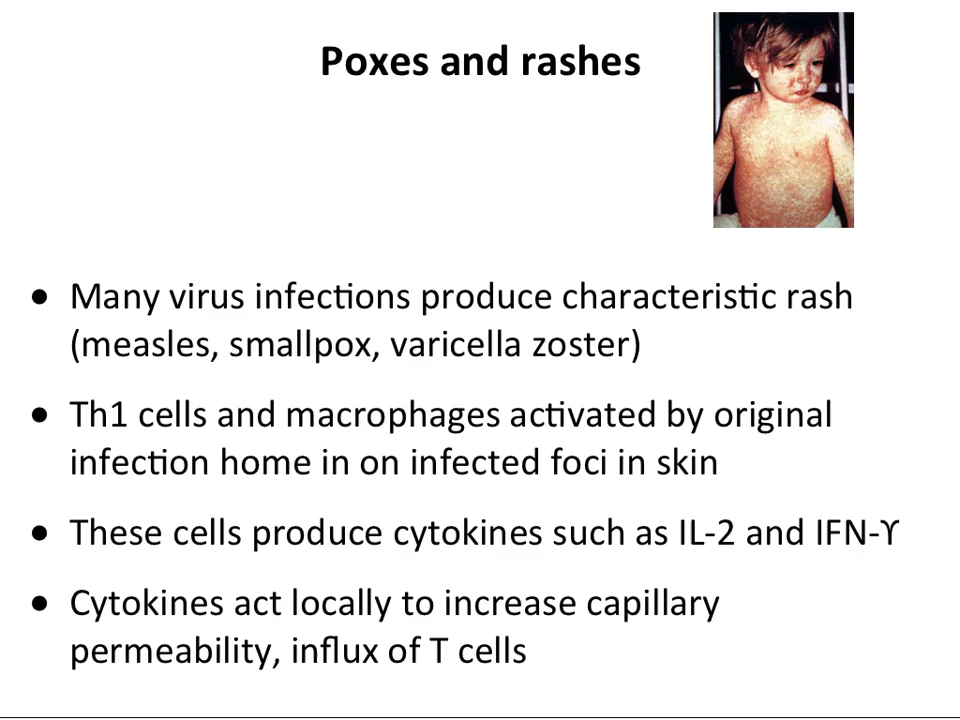 Poxes and rashes
• Many virus infections produce characteristic rash
(measles, smallpox, varicella zoster)
• Th1 cells and macrophages activated by original
infection home in on infected foci in skin
• These cells produce cytokines such as IL-2 and IFN-ϒ
• Cytokines act locally to increase capillary
permeability, influx of T cells